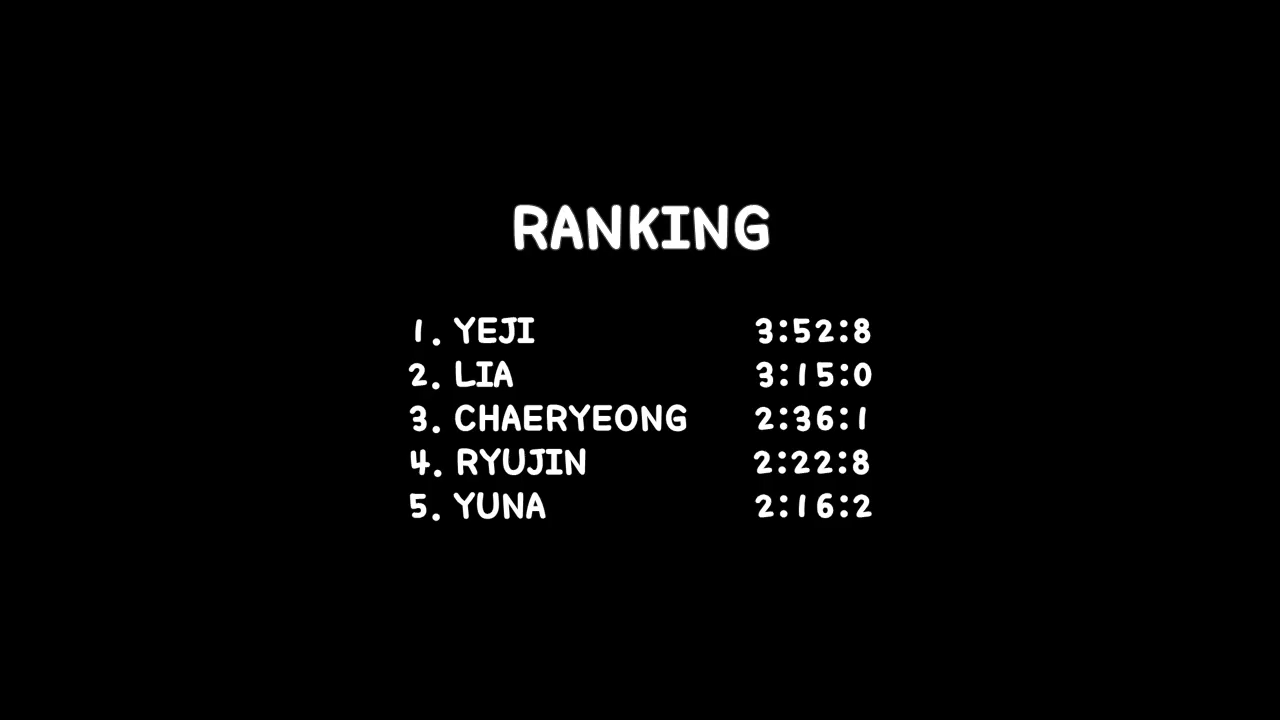 RANKING
1. YEJI 3:52:8
2. LIA 3:15:0
3. CHAERYEONG 2:36:1
4. RYUJIN 2:22:8
5. YUNA 2:16:2